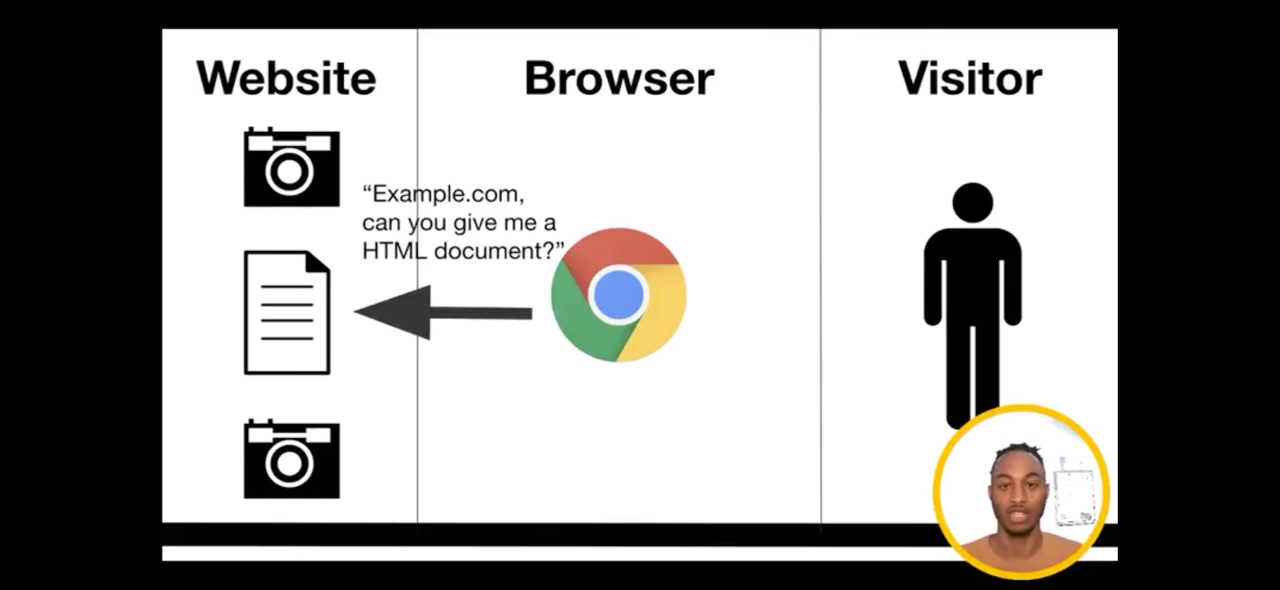 Website
Browser
Visitor
“Example.com,
can you give me a
HTML document?”